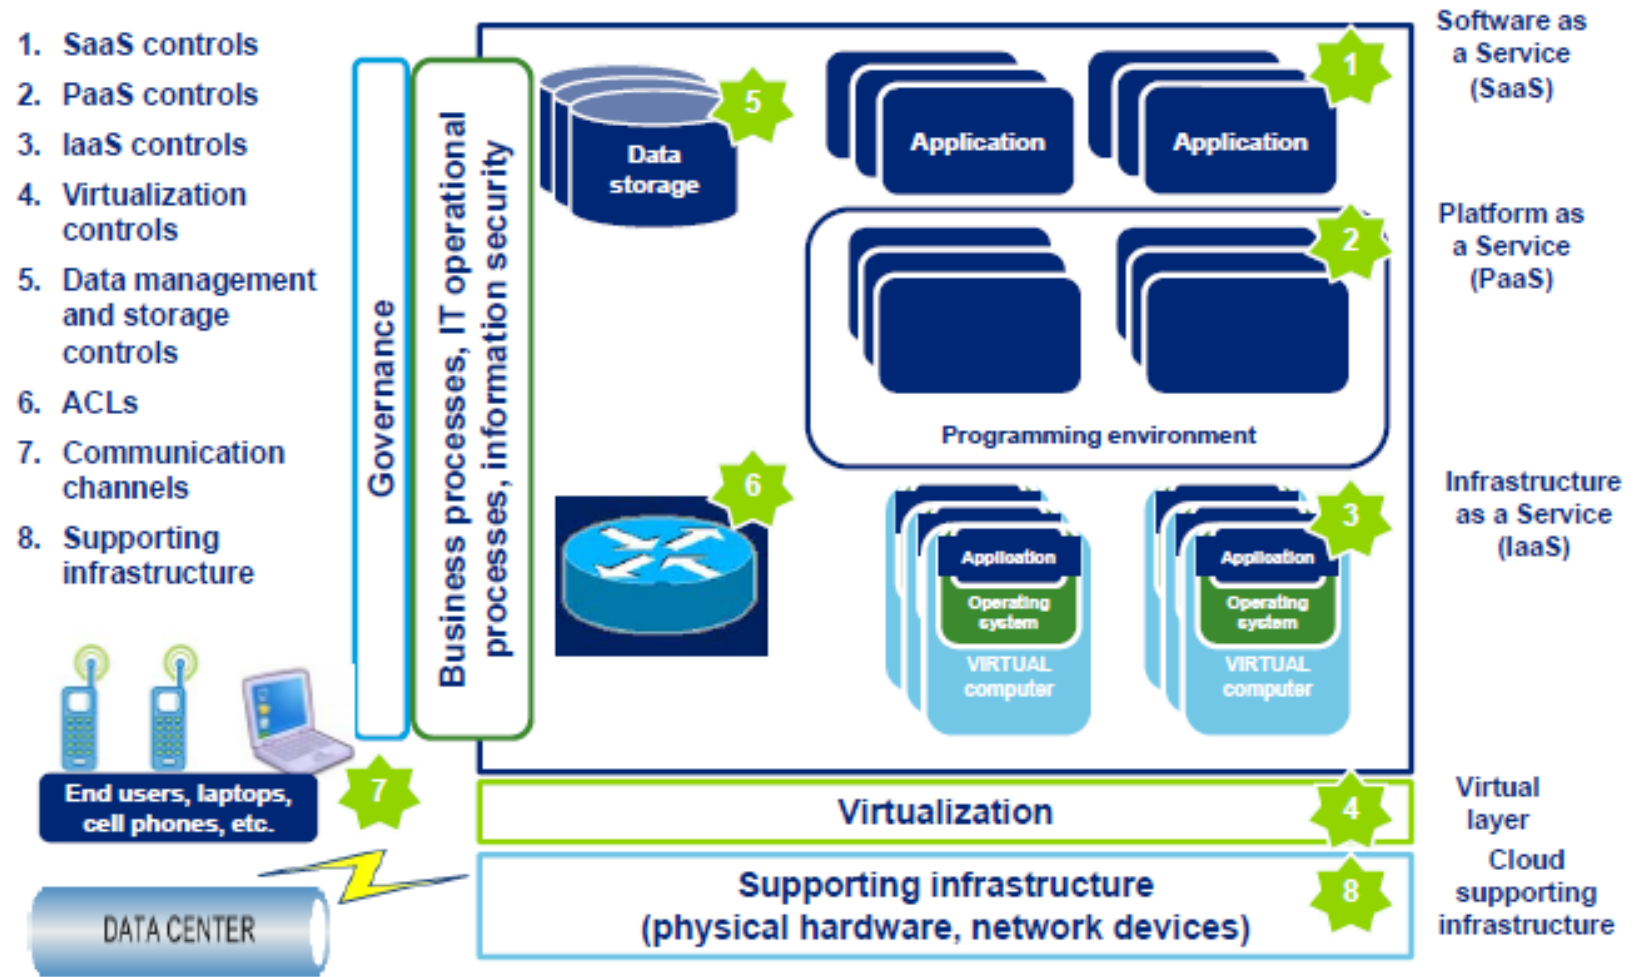 1. SaaS controls
2. PaaS controls
3. IaaS controls
4. Virtualization
controls
5. Data management
and storage
controls
6. ACLs
7. Communication
channels
8. Supporting
infrastructure
Governance
Business processes, IT operational
processes, information security
5
Data
storage
Application
Application
1
Software as
a Service
(SaaS)
2
Programming environment
Platform as
a Service
(PaaS)
6
Application
Operating
system
VIRTUAL
computer
Application
Operating
system
VIRTUAL
computer
3
Infrastructure
as a Service
(IaaS)
End users, laptops,
cell phones, etc.
7
Virtualization
4
Virtual
layer
DATA CENTER
Supporting infrastructure
(physical hardware, network devices)
8
Cloud
supporting
infrastructure